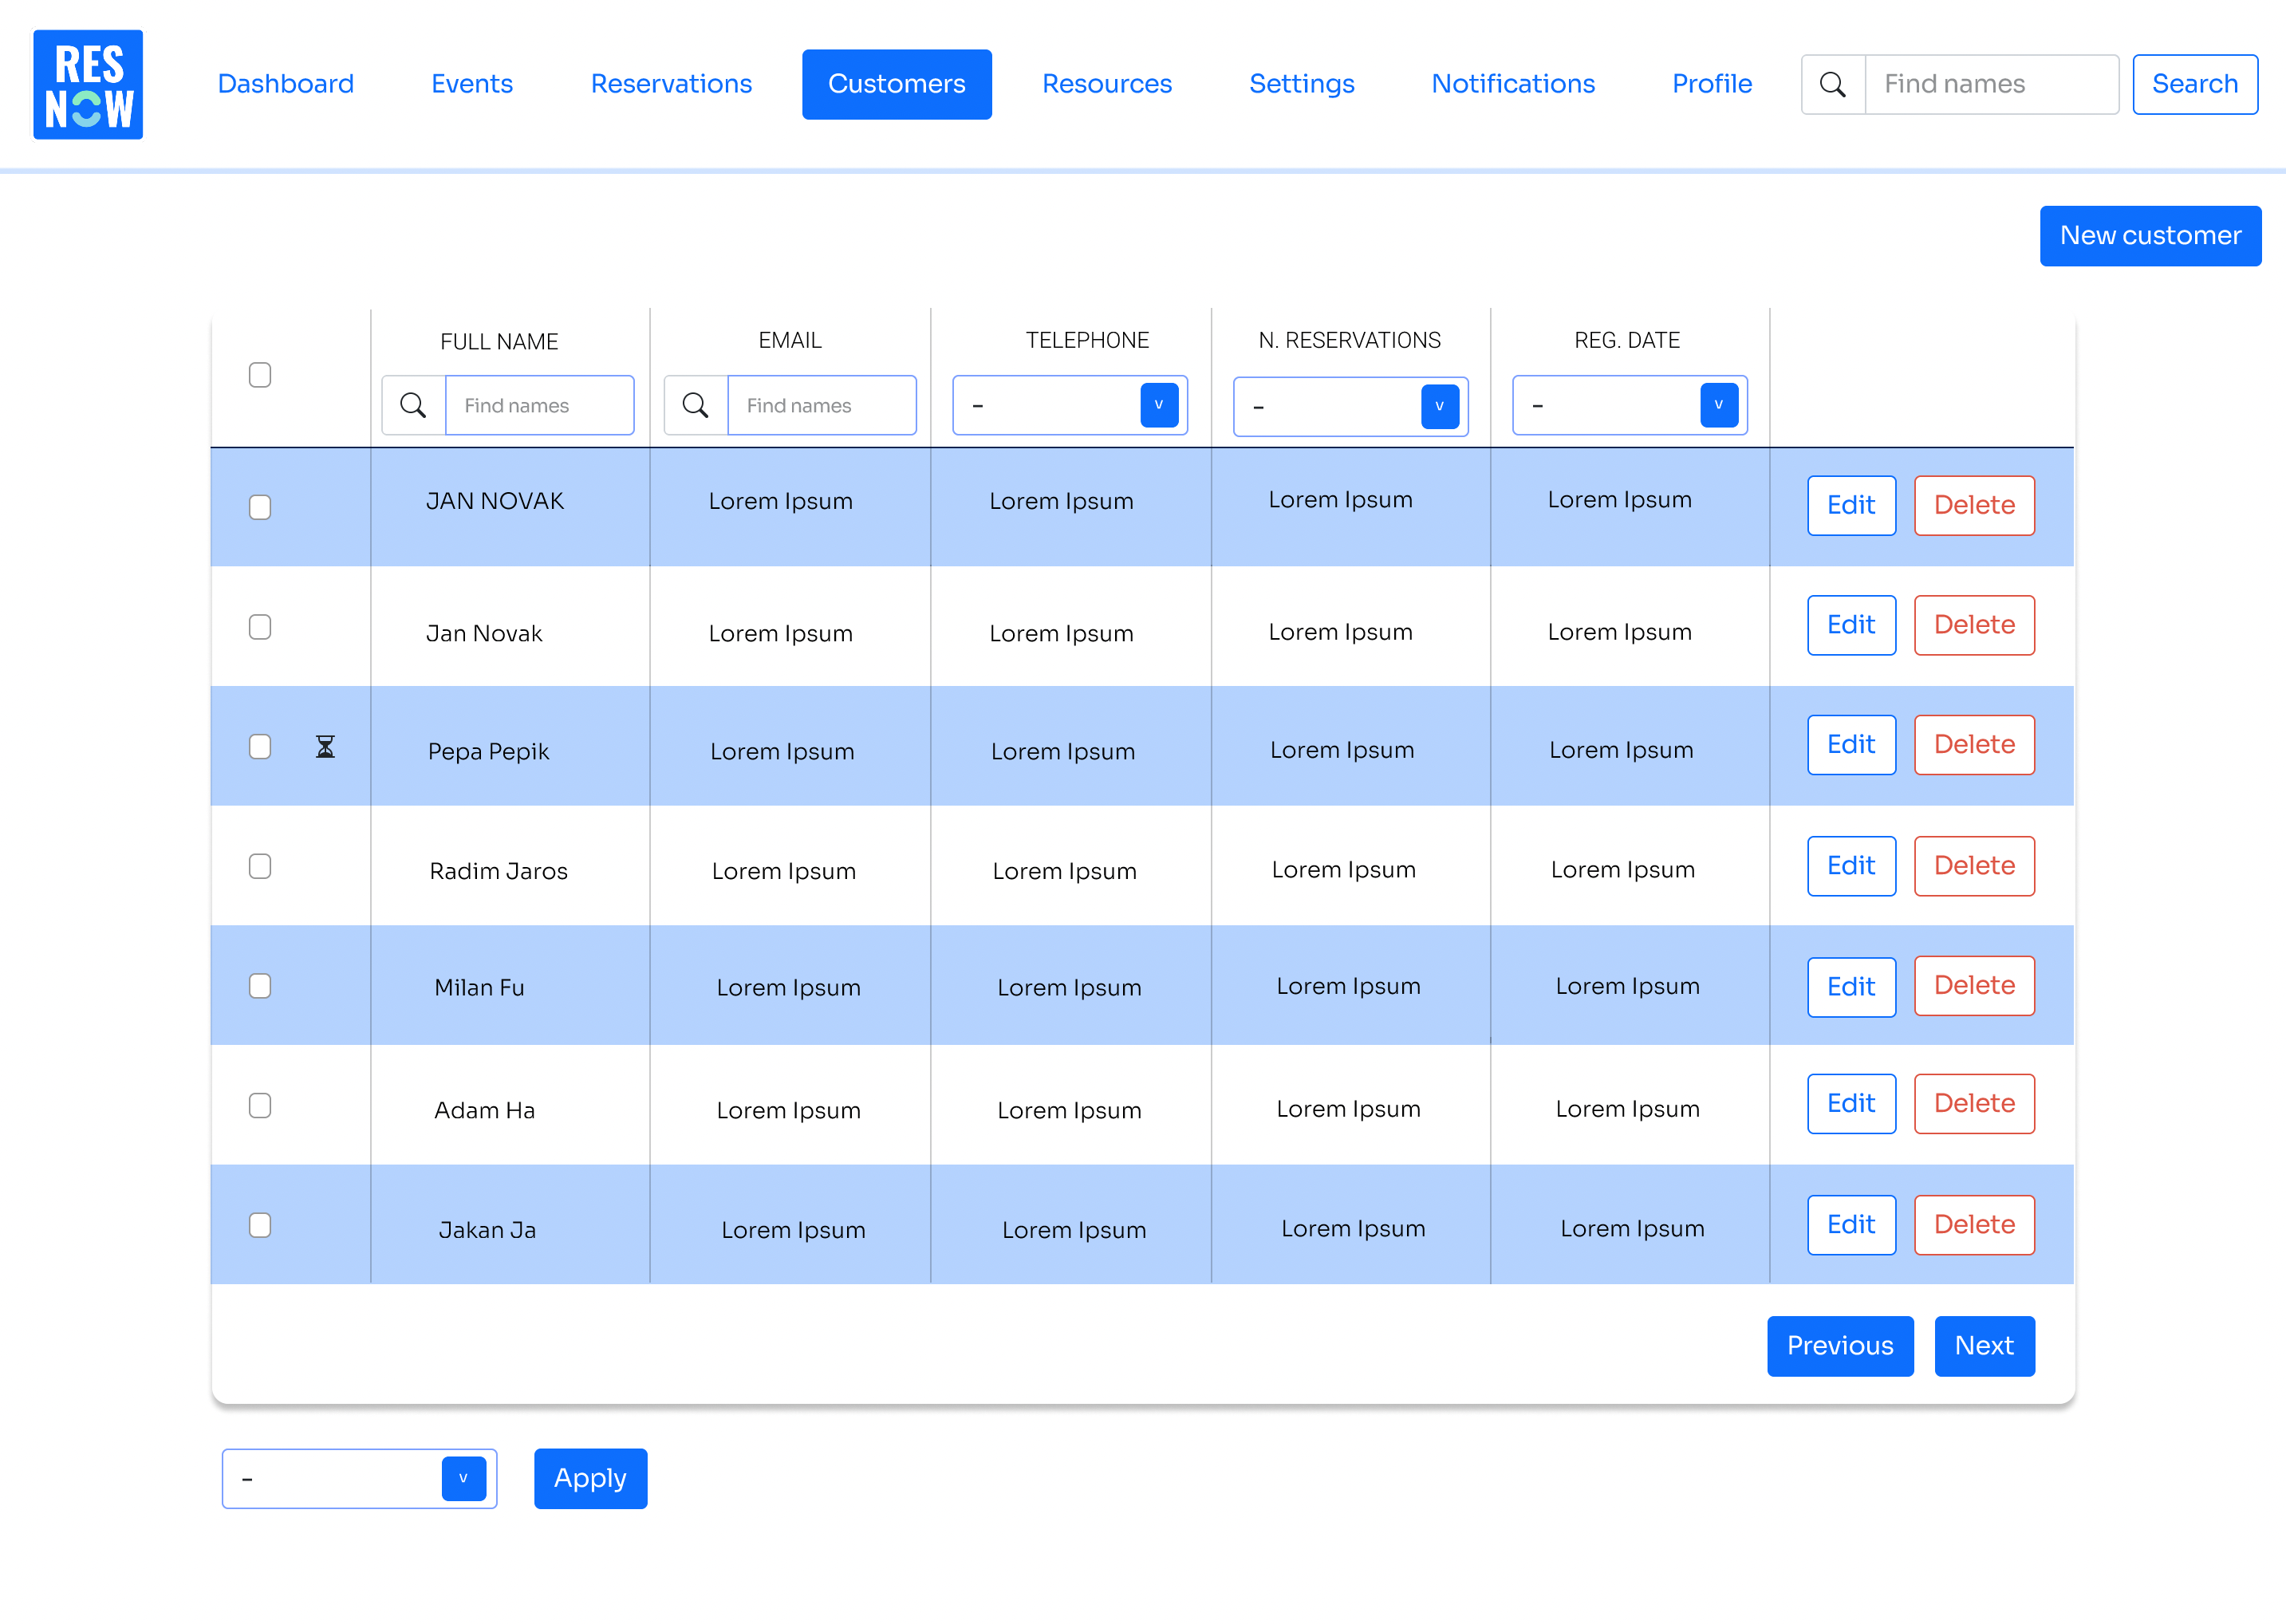 RES
NOW
Dashboard Events Reservations Customers Resources Settings Notifications Profile Find names Search
New customer
FULL NAME EMAIL TELEPHONE N. RESERVATIONS REG. DATE
Find names Find names - v - v - v
JAN NOVAK Lorem Ipsum Lorem Ipsum Lorem Ipsum Lorem Ipsum Edit Delete
Jan Novak Lorem Ipsum Lorem Ipsum Lorem Ipsum Lorem Ipsum Edit Delete
Pepa Pepik Lorem Ipsum Lorem Ipsum Lorem Ipsum Lorem Ipsum Edit Delete
Radim Jaros Lorem Ipsum Lorem Ipsum Lorem Ipsum Lorem Ipsum Edit Delete
Milan Fu Lorem Ipsum Lorem Ipsum Lorem Ipsum Lorem Ipsum Edit Delete
Adam Ha Lorem Ipsum Lorem Ipsum Lorem Ipsum Lorem Ipsum Edit Delete
Jakan Ja Lorem Ipsum Lorem Ipsum Lorem Ipsum Lorem Ipsum Edit Delete
Previous Next
- v Apply